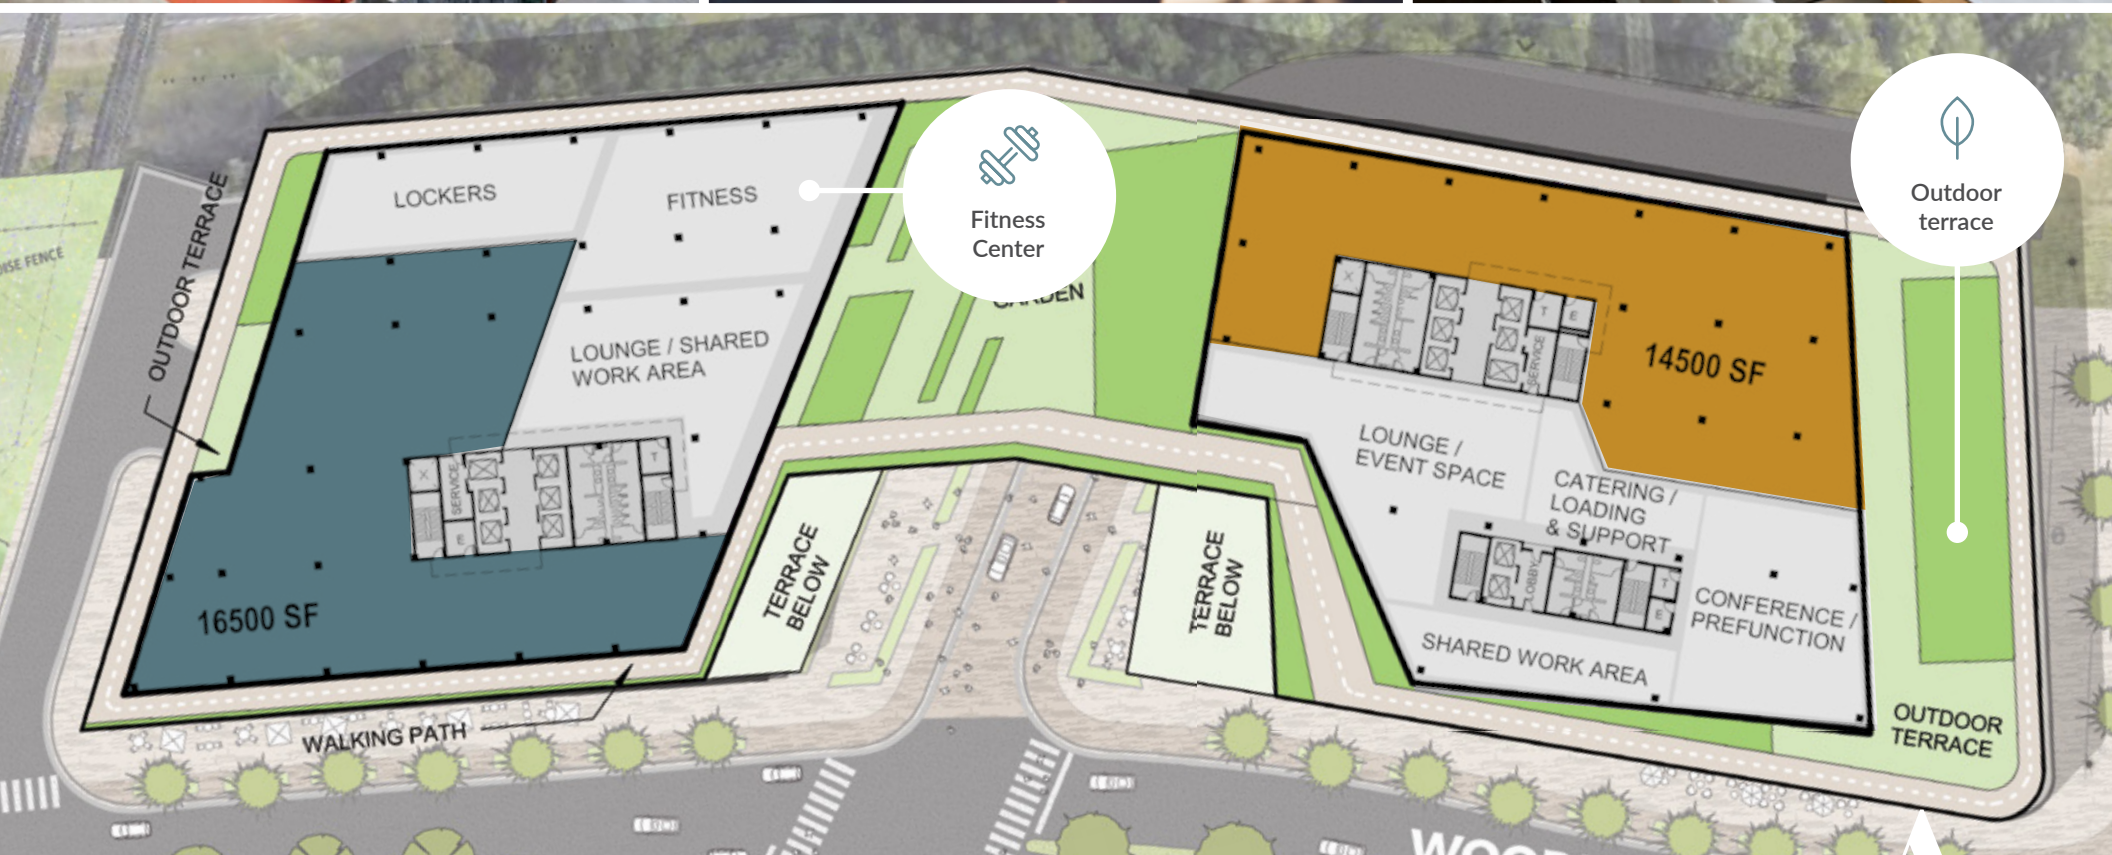 LOCKERS
FITNESS
Fitness
Center
Outdoor
terrace
OUTDOOR TERRACE
GARDEN
LOUNGE / SHARED
WORK AREA
14500 SF
X
T
E
SERVICE
LOUNGE /
EVENT SPACE
CATERING /
LOADING
& SUPPORT
X
SERVICE
E
T
16500 SF
TERRACE
BELOW
TERRACE
BELOW
LOBBY
T
E
CONFERENCE /
PREFUNCTION
SHARED WORK AREA
WALKING PATH
OUTDOOR
TERRACE